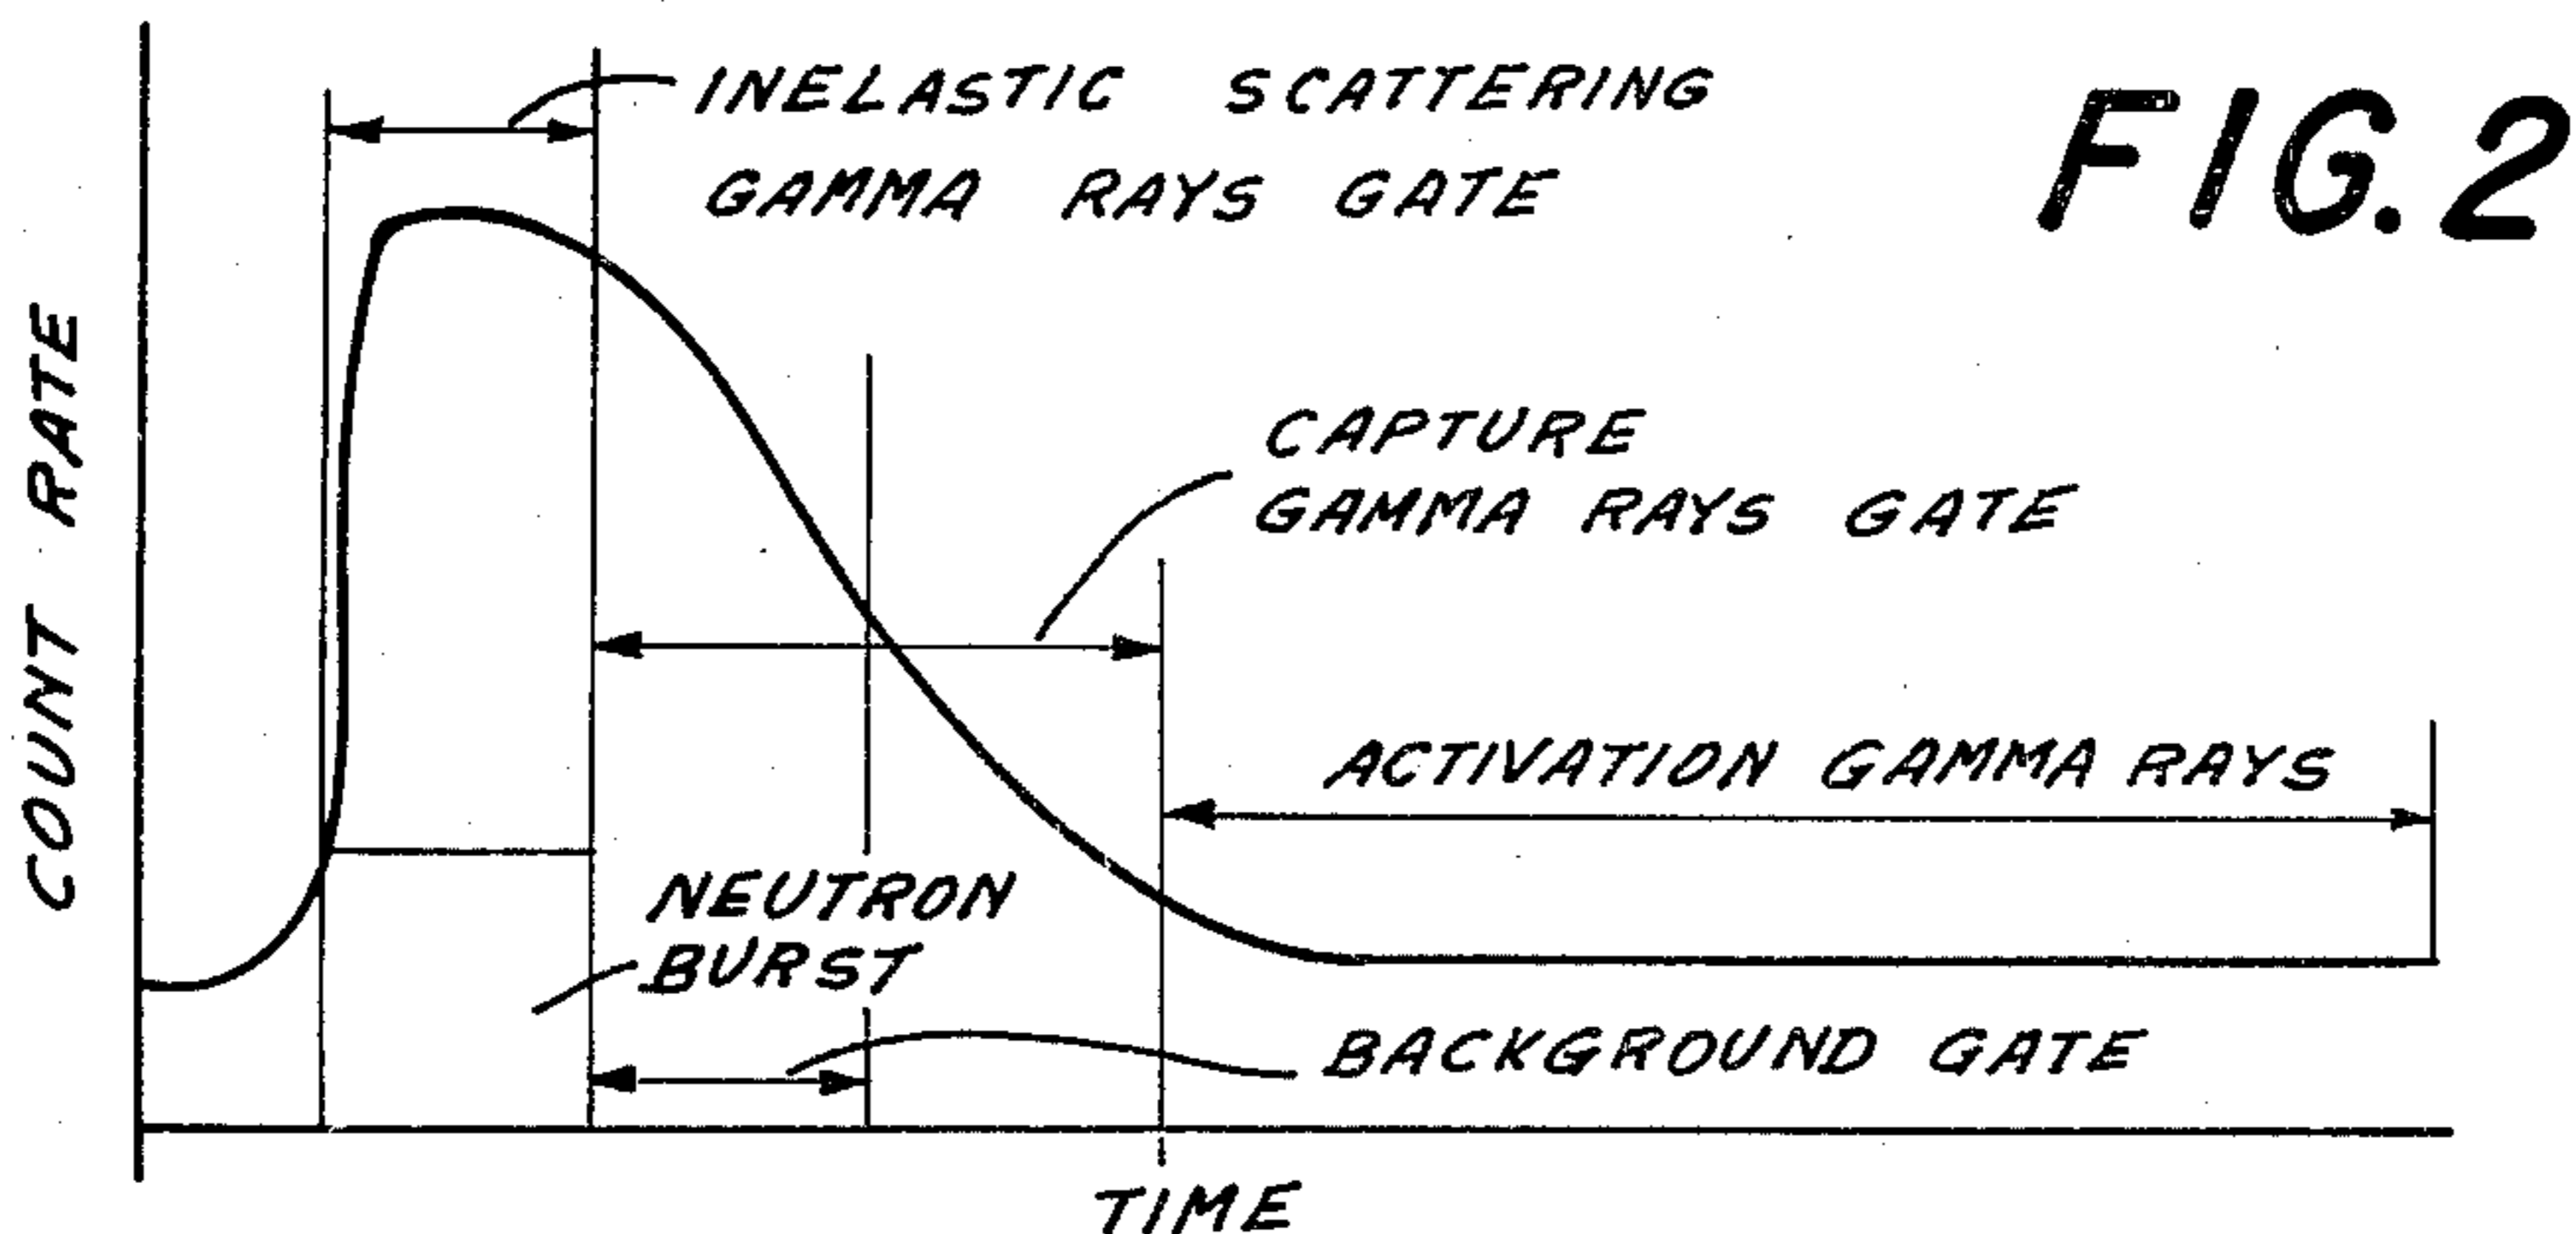 FIG.2
INELASTIC SCATTERING
GAMMA RAYS GATE
CAPTURE
GAMMA RAYS GATE
ACTIVATION GAMMA RAYS
NEUTRON
BURST
BACKGROUND GATE
COUNT RATE
TIME